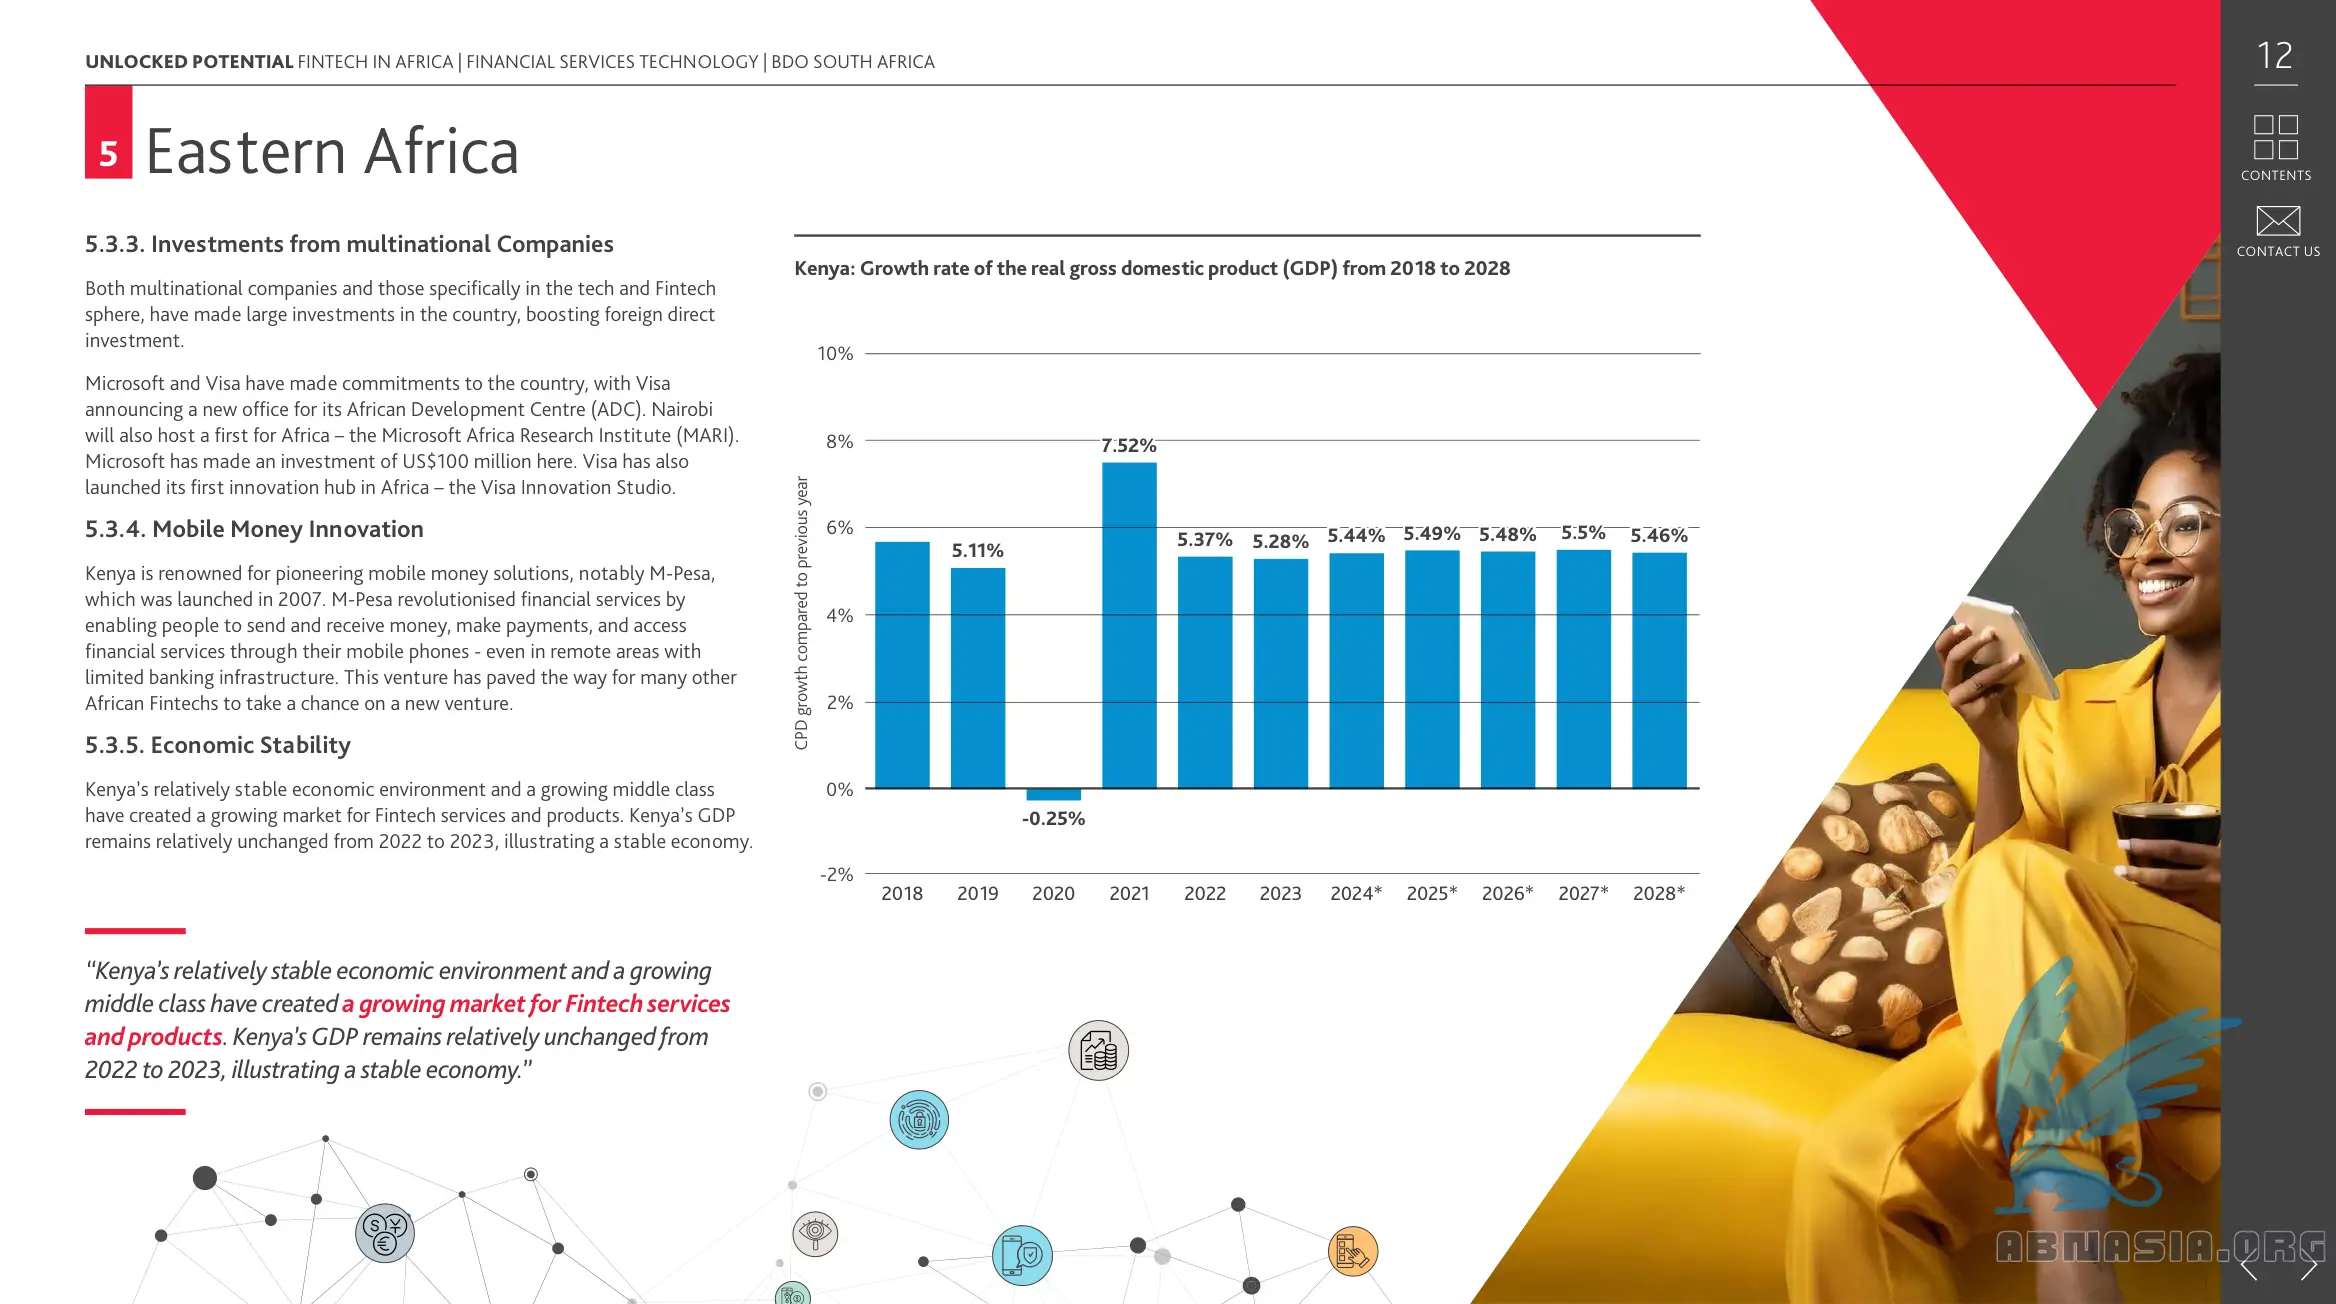 UNLOCKED POTENTIAL FINTECH IN AFRICA | FINANCIAL SERVICES TECHNOLOGY | BDO SOUTH AFRICA
12
CONTENTS
CONTACT US
5 Eastern Africa
5.3.3. Investments from multinational Companies
Both multinational companies and those specifically in the tech and Fintech
sphere, have made large investments in the country, boosting foreign direct
investment.
Microsoft and Visa have made commitments to the country, with Visa
announcing a new office for its African Development Centre (ADC). Nairobi
will also host a first for Africa – the Microsoft Africa Research Institute (MARI).
Microsoft has made an investment of US$100 million here. Visa has also
launched its first innovation hub in Africa – the Visa Innovation Studio.
5.3.4. Mobile Money Innovation
Kenya is renowned for pioneering mobile money solutions, notably M-Pesa,
which was launched in 2007. M-Pesa revolutionised financial services by
enabling people to send and receive money, make payments, and access
financial services through their mobile phones - even in remote areas with
limited banking infrastructure. This venture has paved the way for many other
African Fintechs to take a chance on a new venture.
5.3.5. Economic Stability
Kenya's relatively stable economic environment and a growing middle class
have created a growing market for Fintech services and products. Kenya's GDP
remains relatively unchanged from 2022 to 2023, illustrating a stable economy.
“Kenya’s relatively stable economic environment and a growing
middle class have created a growing market for Fintech services
and products. Kenya’s GDP remains relatively unchanged from
2022 to 2023, illustrating a stable economy.”
Kenya: Growth rate of the real gross domestic product (GDP) from 2018 to 2028
CPD growth compared to previous year
10%
8%
6%
4%
2%
0%
-2%
5.11%
-0.25%
7.52%
5.37%
5.28%
5.44%
5.49%
5.48%
5.5%
5.46%
2018 2019 2020 2021 2022 2023 2024* 2025* 2026* 2027* 2028*
ABMASIA.ORG